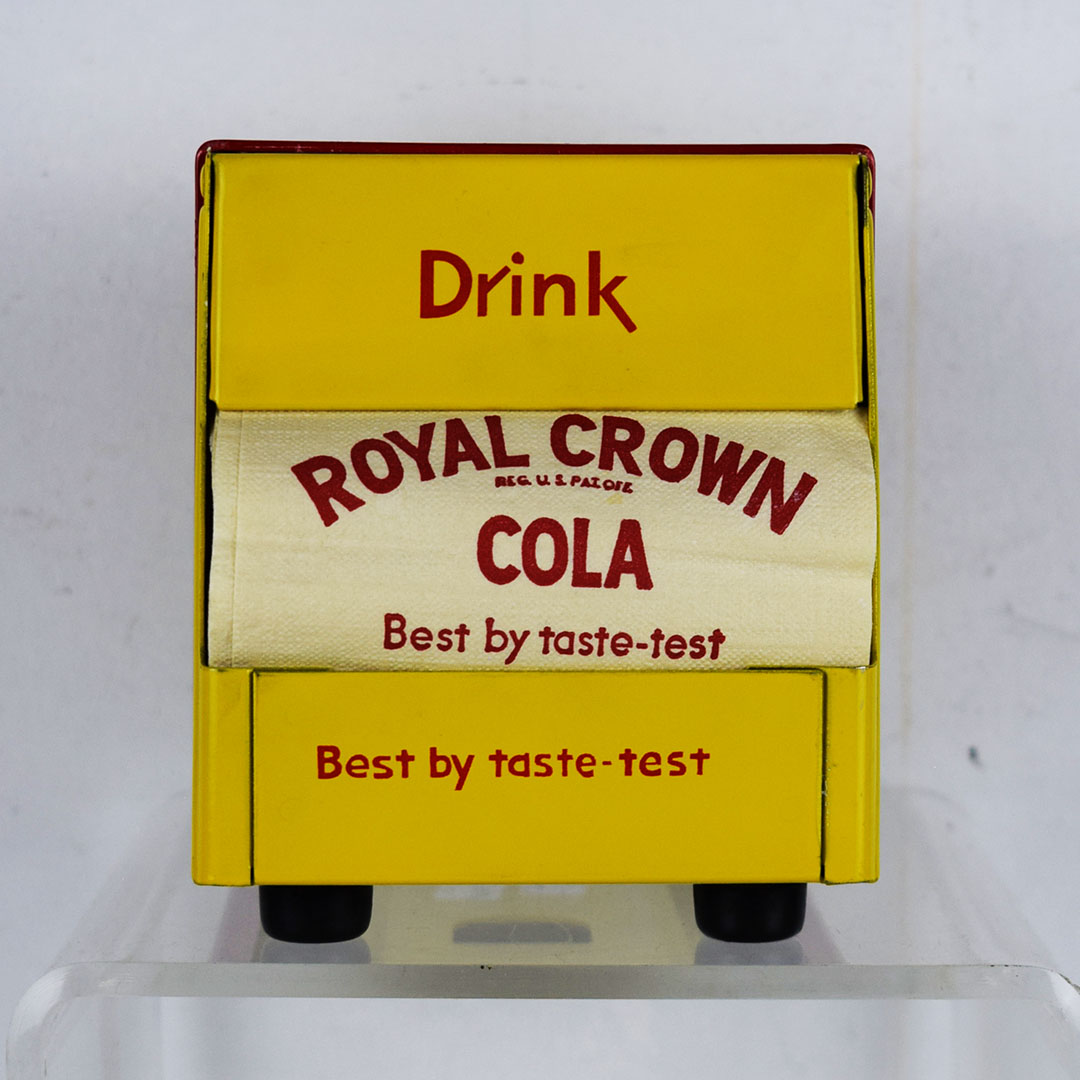 Drink
ROYAL CROWN
REG. U. S. PAT. OFF.
COLA
Best by taste-test
Best by taste-test